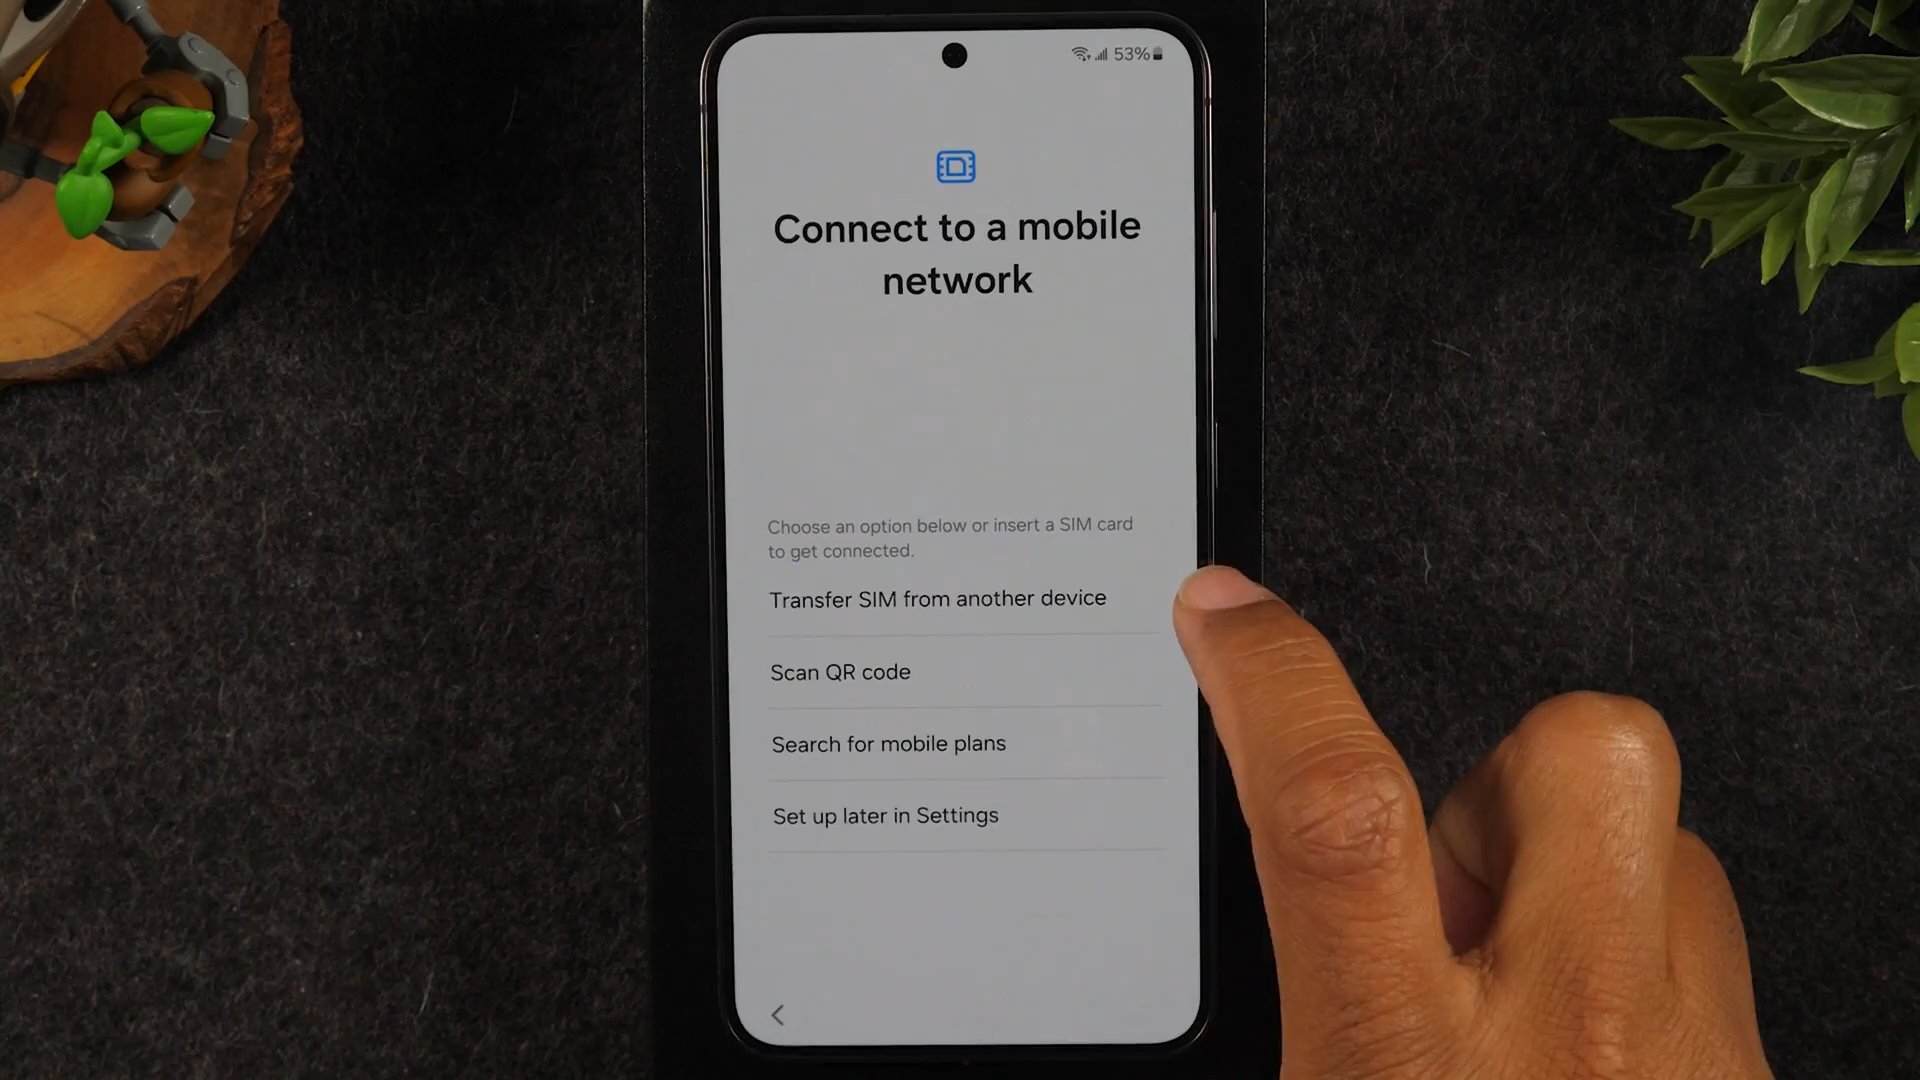 53%
Connect to a mobile
network
Choose an option below or insert a SIM card
to get connected.
Transfer SIM from another device
Scan QR code
Search for mobile plans
Set up later in Settings